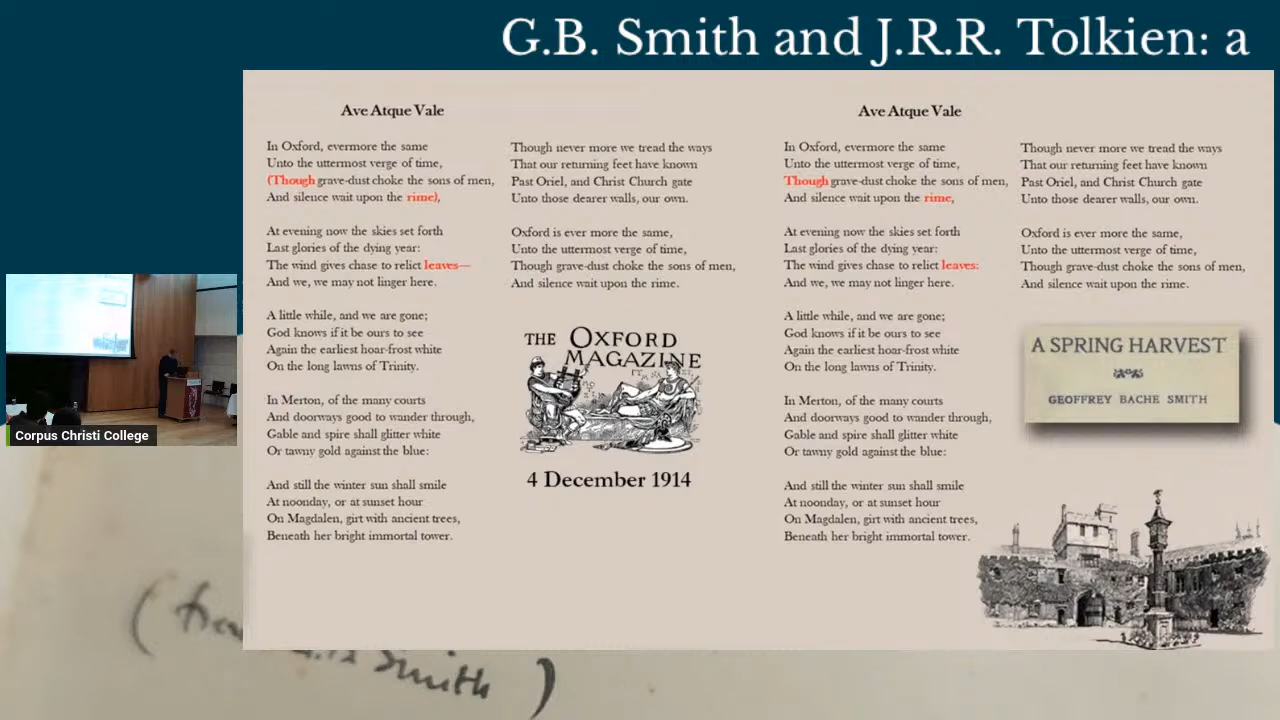 G.B. Smith and J.R.R. Tolkien: a
Ave Atque Vale
In Oxford, evermore the same
Unto the uttermost verge of time,
(Though grave-dust choke the sons of men,
And silence wait upon the rime),
At evening now the skies set forth
Last glories of the dying year:
The wind gives chase to relict leaves—
And we, we may not linger here.
A little while, and we are gone;
God knows if it be ours to see
Again the earliest hoar-frost white
On the long lawns of Trinity.
In Merton, of the many courts
And doorways good to wander through,
Gable and spire shall glitter white
Or tawny gold against the blue:
And still the winter sun shall smile
At noonday, or at sunset hour
On Magdalen, girt with ancient trees,
Beneath her bright immortal tower.
Though never more we tread the ways
That our returning feet have known
Past Oriel, and Christ Church gate
Unto those dearer walls, our own.
Oxford is ever more the same,
Unto the uttermost verge of time,
Though grave-dust choke the sons of men,
And silence wait upon the rime.
THE OXFORD
MAGAZINE
4 December 1914
Ave Atque Vale
In Oxford, evermore the same
Unto the uttermost verge of time,
Though grave-dust choke the sons of men,
And silence wait upon the rime,
At evening now the skies set forth
Last glories of the dying year:
The wind gives chase to relict leaves:
And we, we may not linger here.
A little while, and we are gone;
God knows if it be ours to see
Again the earliest hoar-frost white
On the long lawns of Trinity.
In Merton, of the many courts
And doorways good to wander through,
Gable and spire shall glitter white
Or tawny gold against the blue:
And still the winter sun shall smile
At noonday, or at sunset hour
On Magdalen, girt with ancient trees,
Beneath her bright immortal tower.
Though never more we tread the ways
That our returning feet have known
Past Oriel, and Christ Church gate
Unto those dearer walls, our own.
Oxford is ever more the same,
Unto the uttermost verge of time,
Though grave-dust choke the sons of men,
And silence wait upon the rime.
A SPRING HARVEST
GEOFFREY BACHE SMITH
Corpus Christi College
Smith)